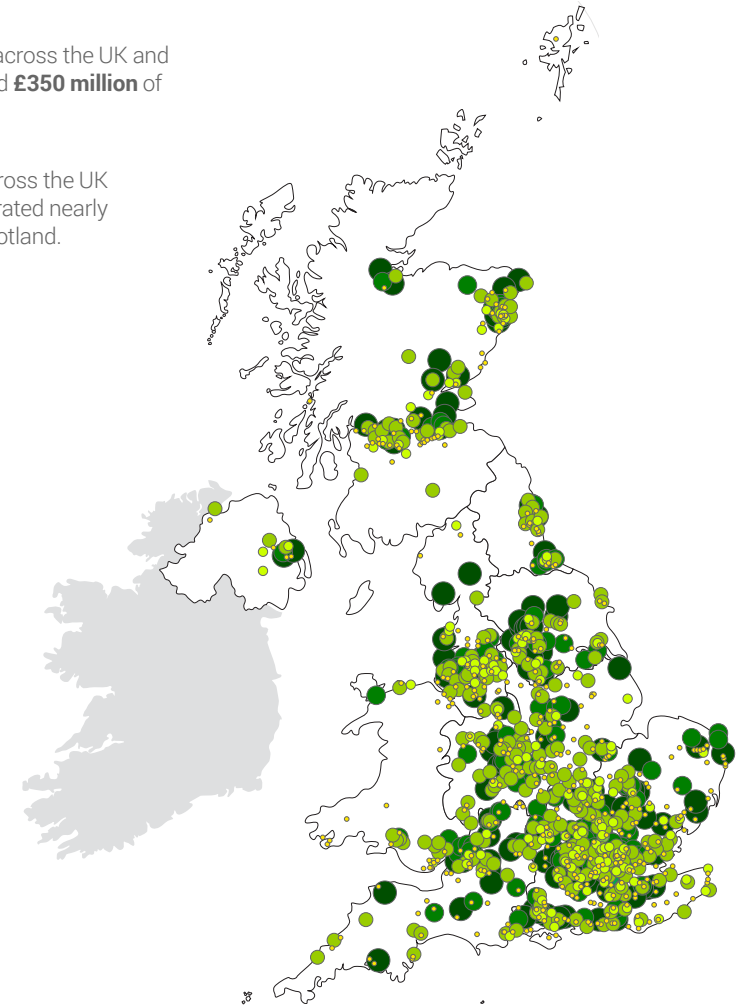 across the UK and
£350 million of
ross the UK
rated nearly
otland.